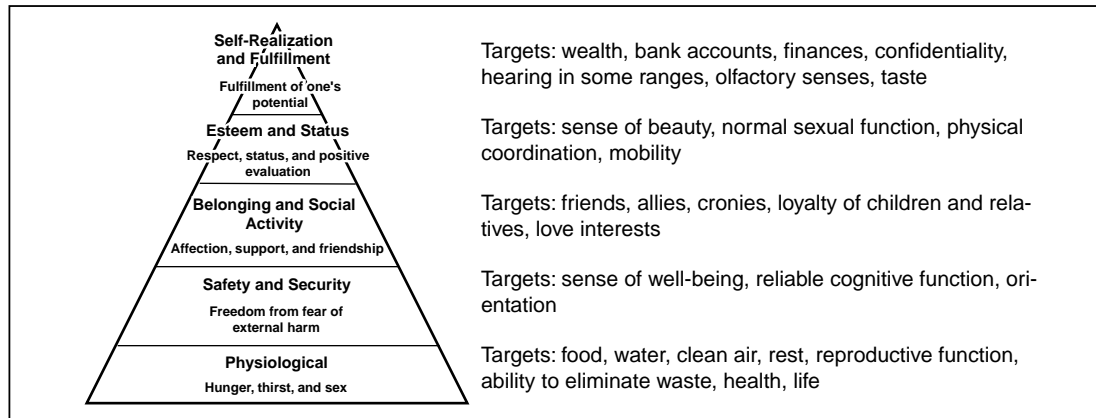 Self-Realization
and Fulfillment
Fulfillment of one's
potential
Targets: wealth, bank accounts, finances, confidentiality,
hearing in some ranges, olfactory senses, taste
Esteem and Status
Respect, status, and positive
evaluation
Targets: sense of beauty, normal sexual function, physical
coordination, mobility
Belonging and Social
Activity
Affection, support, and friendship
Targets: friends, allies, cronies, loyalty of children and rela-
tives, love interests
Safety and Security
Freedom from fear of
external harm
Targets: sense of well-being, reliable cognitive function, ori-
entation
Physiological
Hunger, thirst, and sex
Targets: food, water, clean air, rest, reproductive function,
ability to eliminate waste, health, life